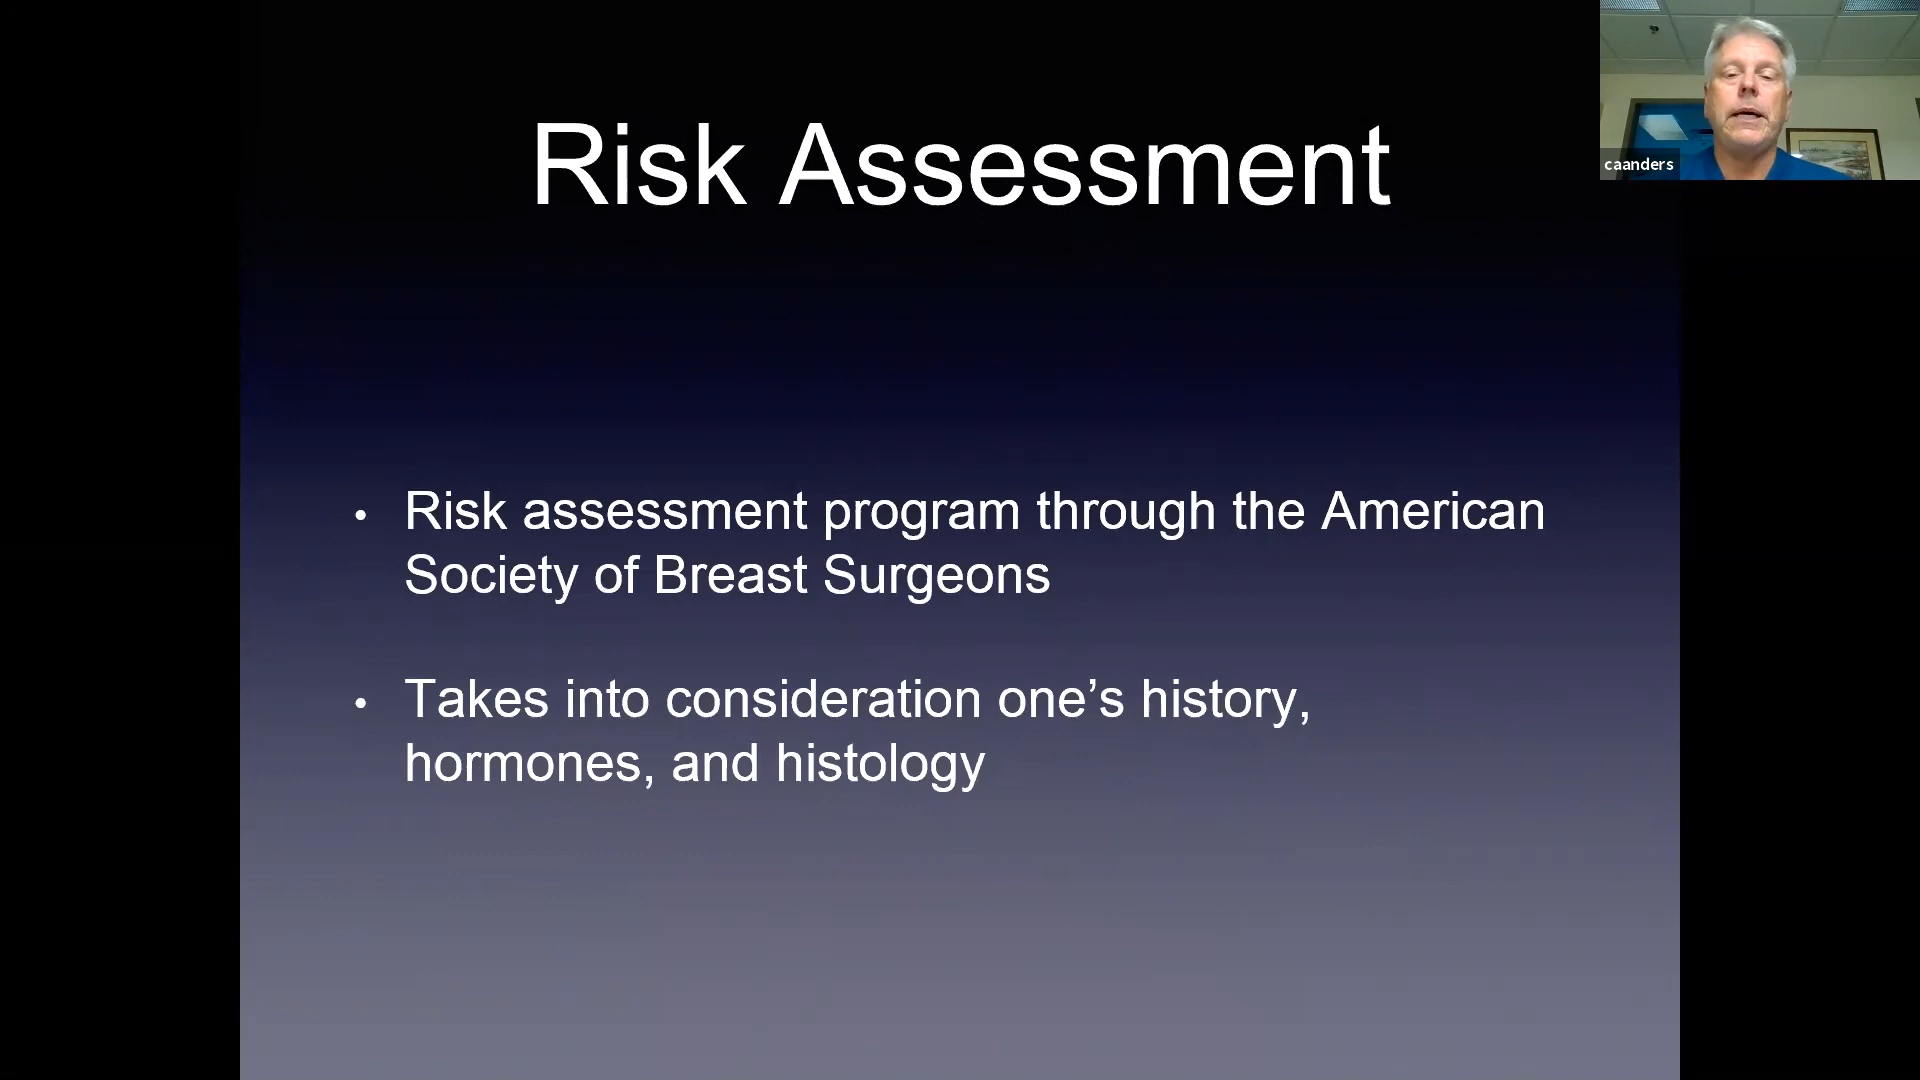 Risk Assessment
caanders
• Risk assessment program through the American
Society of Breast Surgeons
• Takes into consideration one’s history,
hormones, and histology